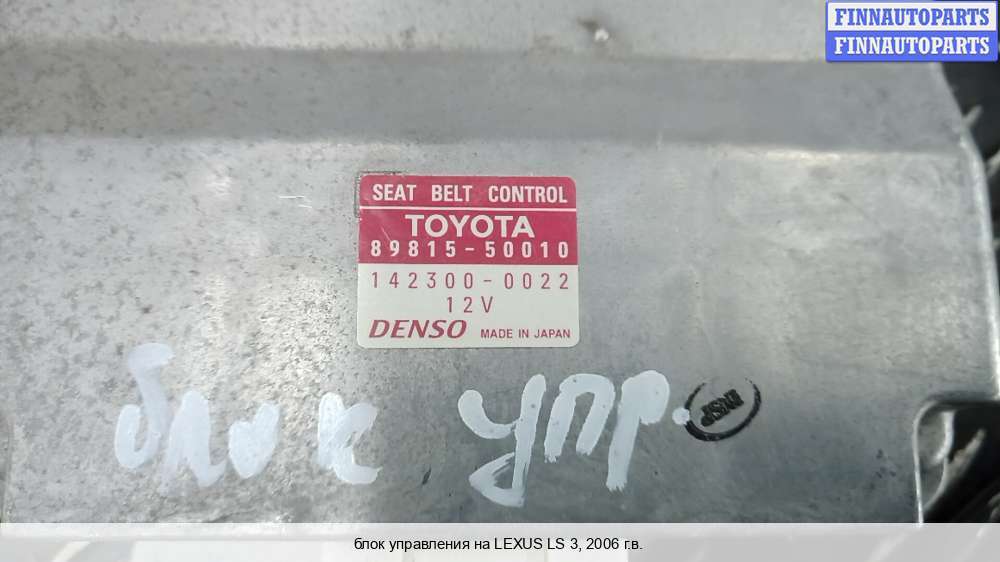 FINNAUTOPARTS
FINNAUTOPARTS
SEAT BELT CONTROL
TOYOTA
89815-50010
142300-0022
12V
DENSO MADE IN JAPAN
блок упр.
INSP
блок управления на LEXUS LS 3, 2006 г.в.